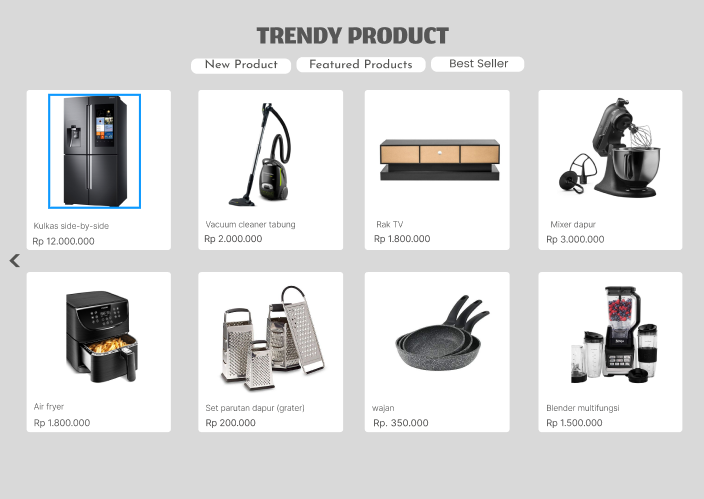 TRENDY PRODUCT
New Product
Featured Products
Best Seller
Kulkas side-by-side
Rp 12.000.000
Vacuum cleaner tabung
Rp 2.000.000
Rak TV
Rp 1.800.000
Mixer dapur
Rp 3.000.000
Air fryer
Rp 1.800.000
Set parutan dapur (grater)
Rp 200.000
wajan
Rp. 350.000
Blender multifungsi
Rp 1.500.000